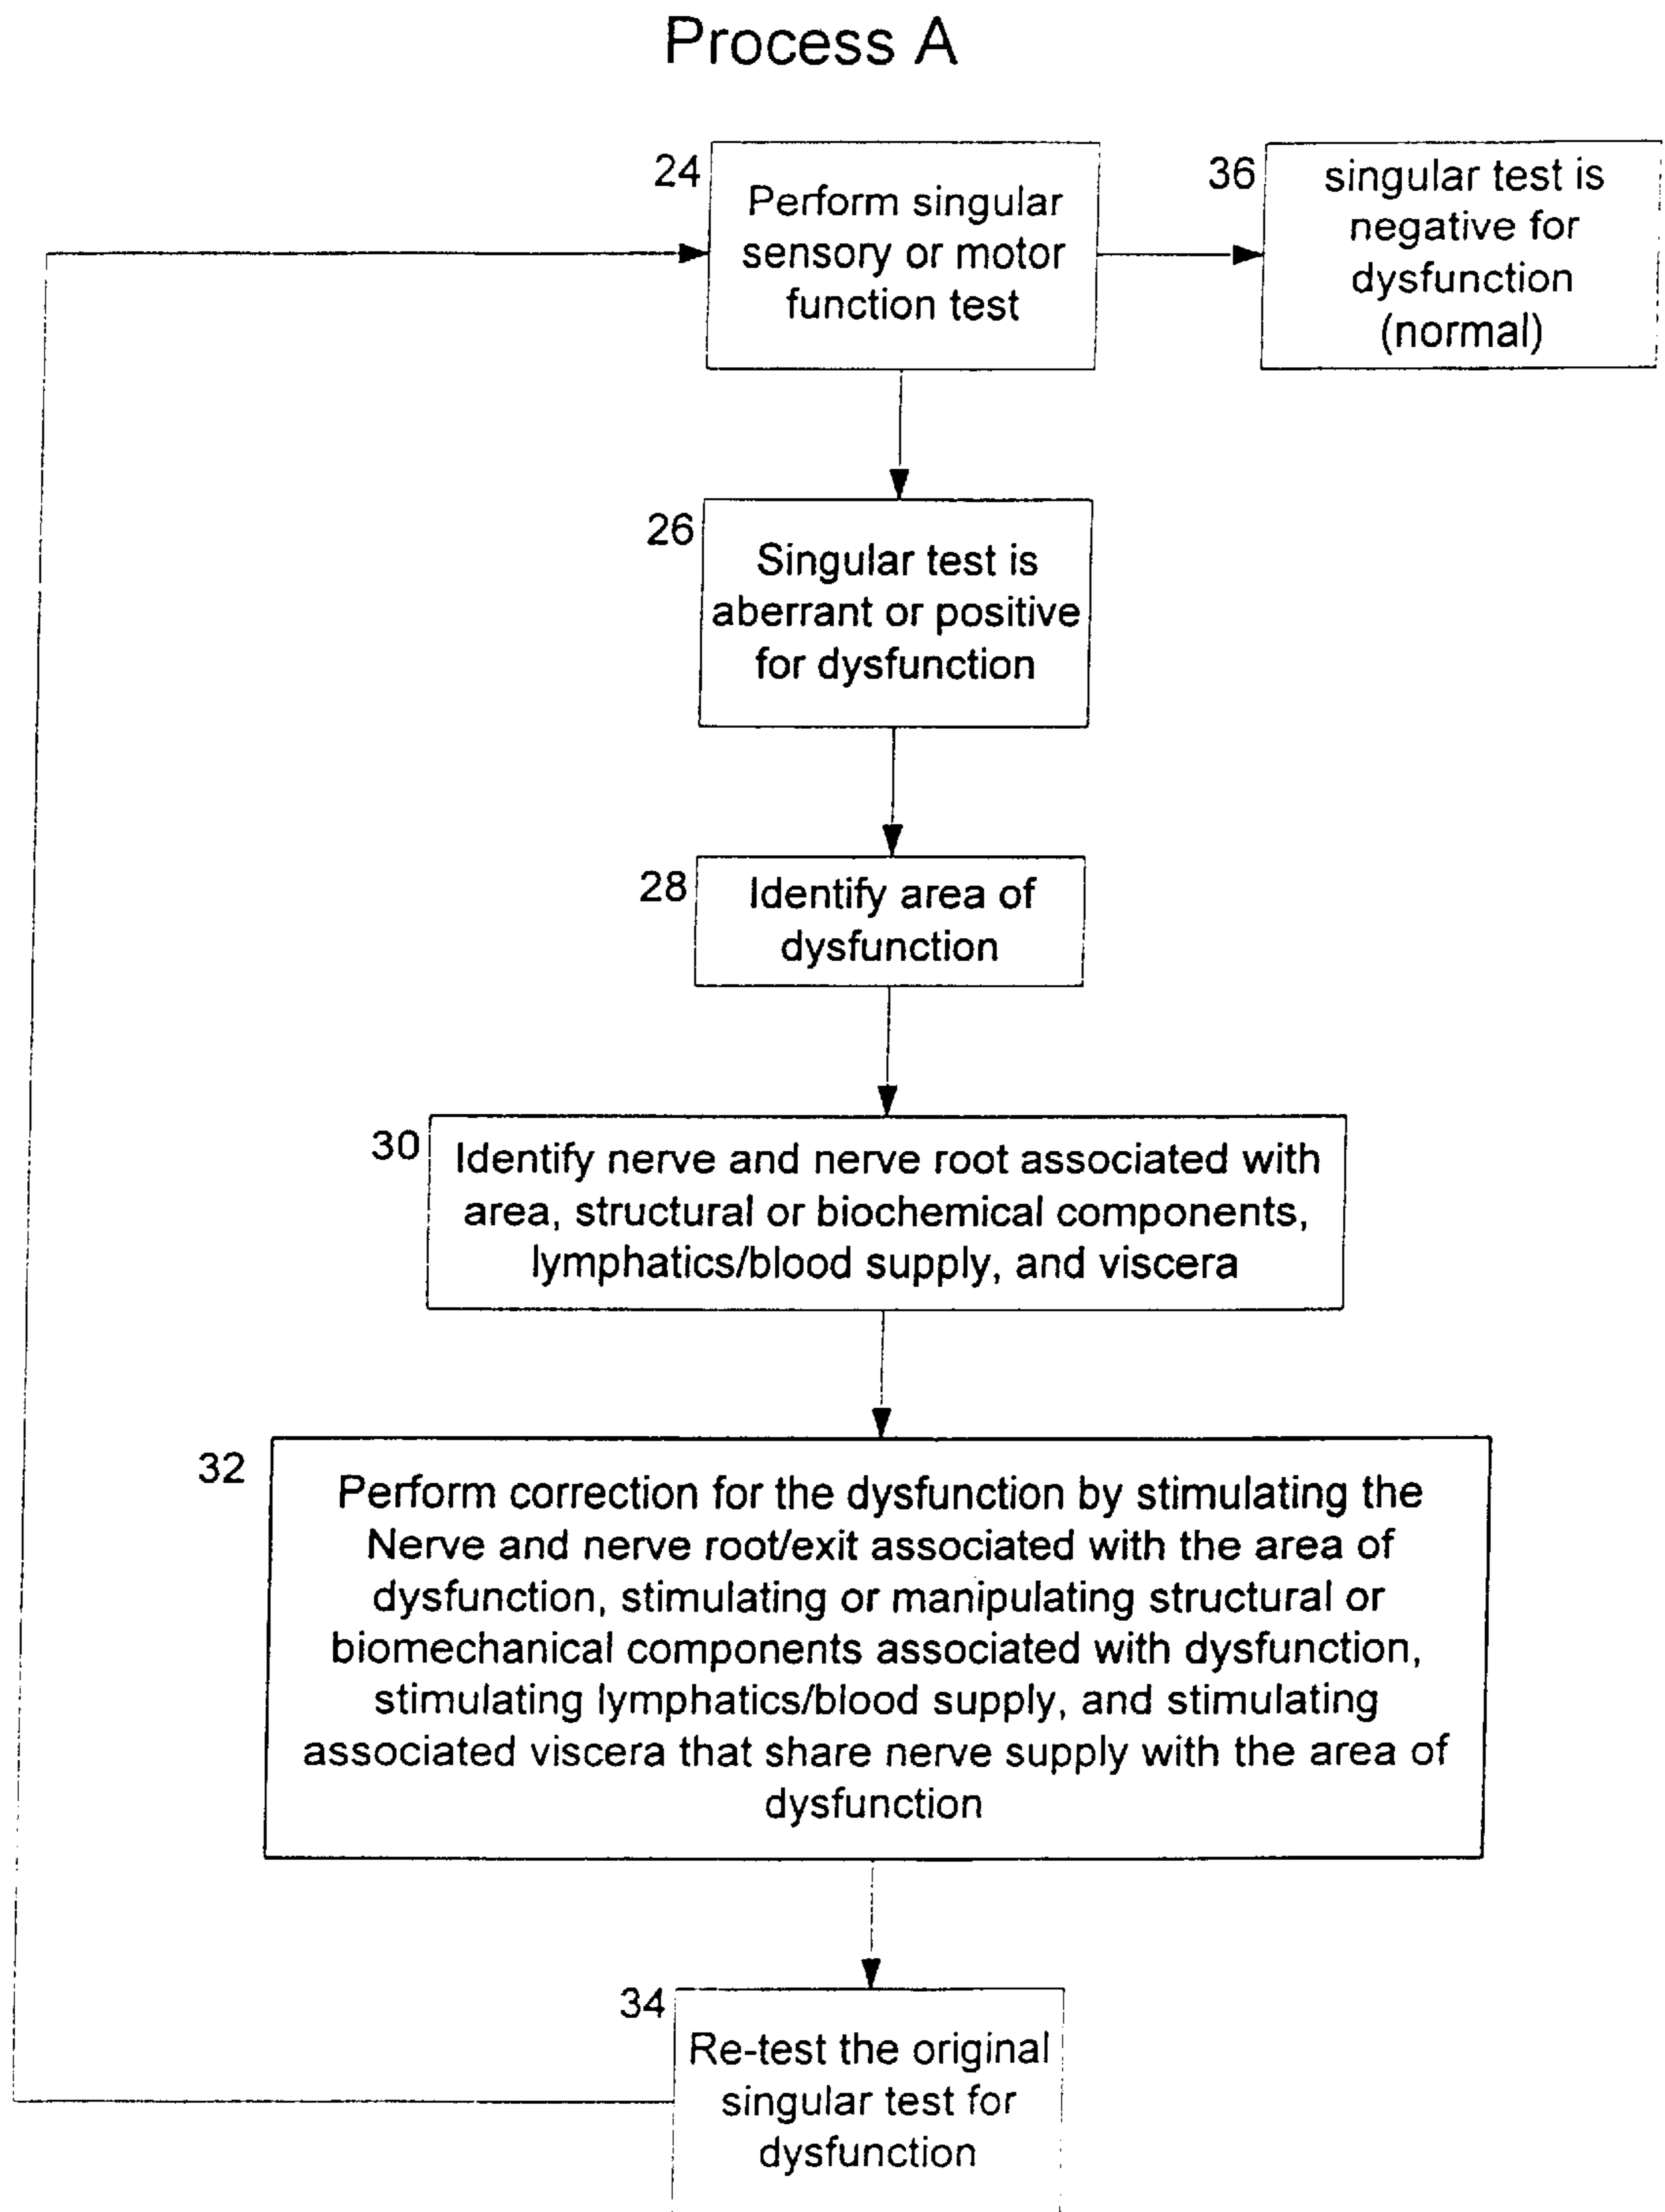 Process A
24
Perform singular
sensory or motor
function test
36
singular test is
negative for
dysfunction
(normal)
26
Singular test is
aberrant or positive
for dysfunction
28
Identify area of
dysfunction
30
Identify nerve and nerve root associated with
area, structural or biochemical components,
lymphatics/blood supply, and viscera
32
Perform correction for the dysfunction by stimulating the
Nerve and nerve root/exit associated with the area of
dysfunction, stimulating or manipulating structural or
biomechanical components associated with dysfunction,
stimulating lymphatics/blood supply, and stimulating
associated viscera that share nerve supply with the area of
dysfunction
34
Re-test the original
singular test for
dysfunction